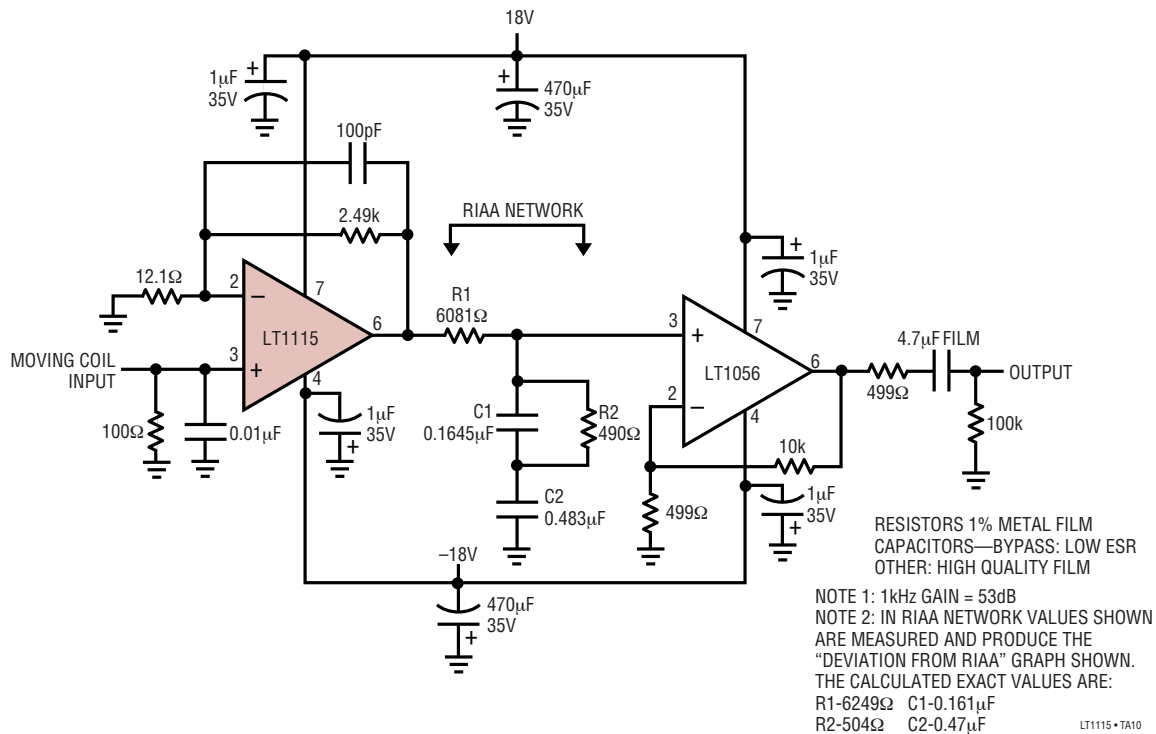 18V
+
1µF
35V
+
470µF
35V
100pF
2.49k
RIAA NETWORK
+
1µF
35V
12.1Ω
2
–
7
LT1115
6
3
+
4
MOVING COIL
INPUT
100Ω
0.01µF
1µF
35V
+
R1
6081Ω
C1
0.1645µF
R2
490Ω
C2
0.483µF
3
+
7
LT1056
6
2
–
4
4.7µF FILM
499Ω
OUTPUT
100k
10k
499Ω
1µF
35V
+
–18V
470µF
35V
+
RESISTORS 1% METAL FILM
CAPACITORS—BYPASS: LOW ESR
OTHER: HIGH QUALITY FILM
NOTE 1: 1kHz GAIN = 53dB
NOTE 2: IN RIAA NETWORK VALUES SHOWN
ARE MEASURED AND PRODUCE THE
“DEVIATION FROM RIAA” GRAPH SHOWN.
THE CALCULATED EXACT VALUES ARE:
R1-6249Ω C1-0.161µF
R2-504Ω C2-0.47µF
LT1115 • TA10